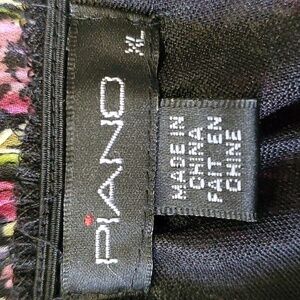 PiANO
XL
MADE IN
CHINA
FAIT EN
CHINE